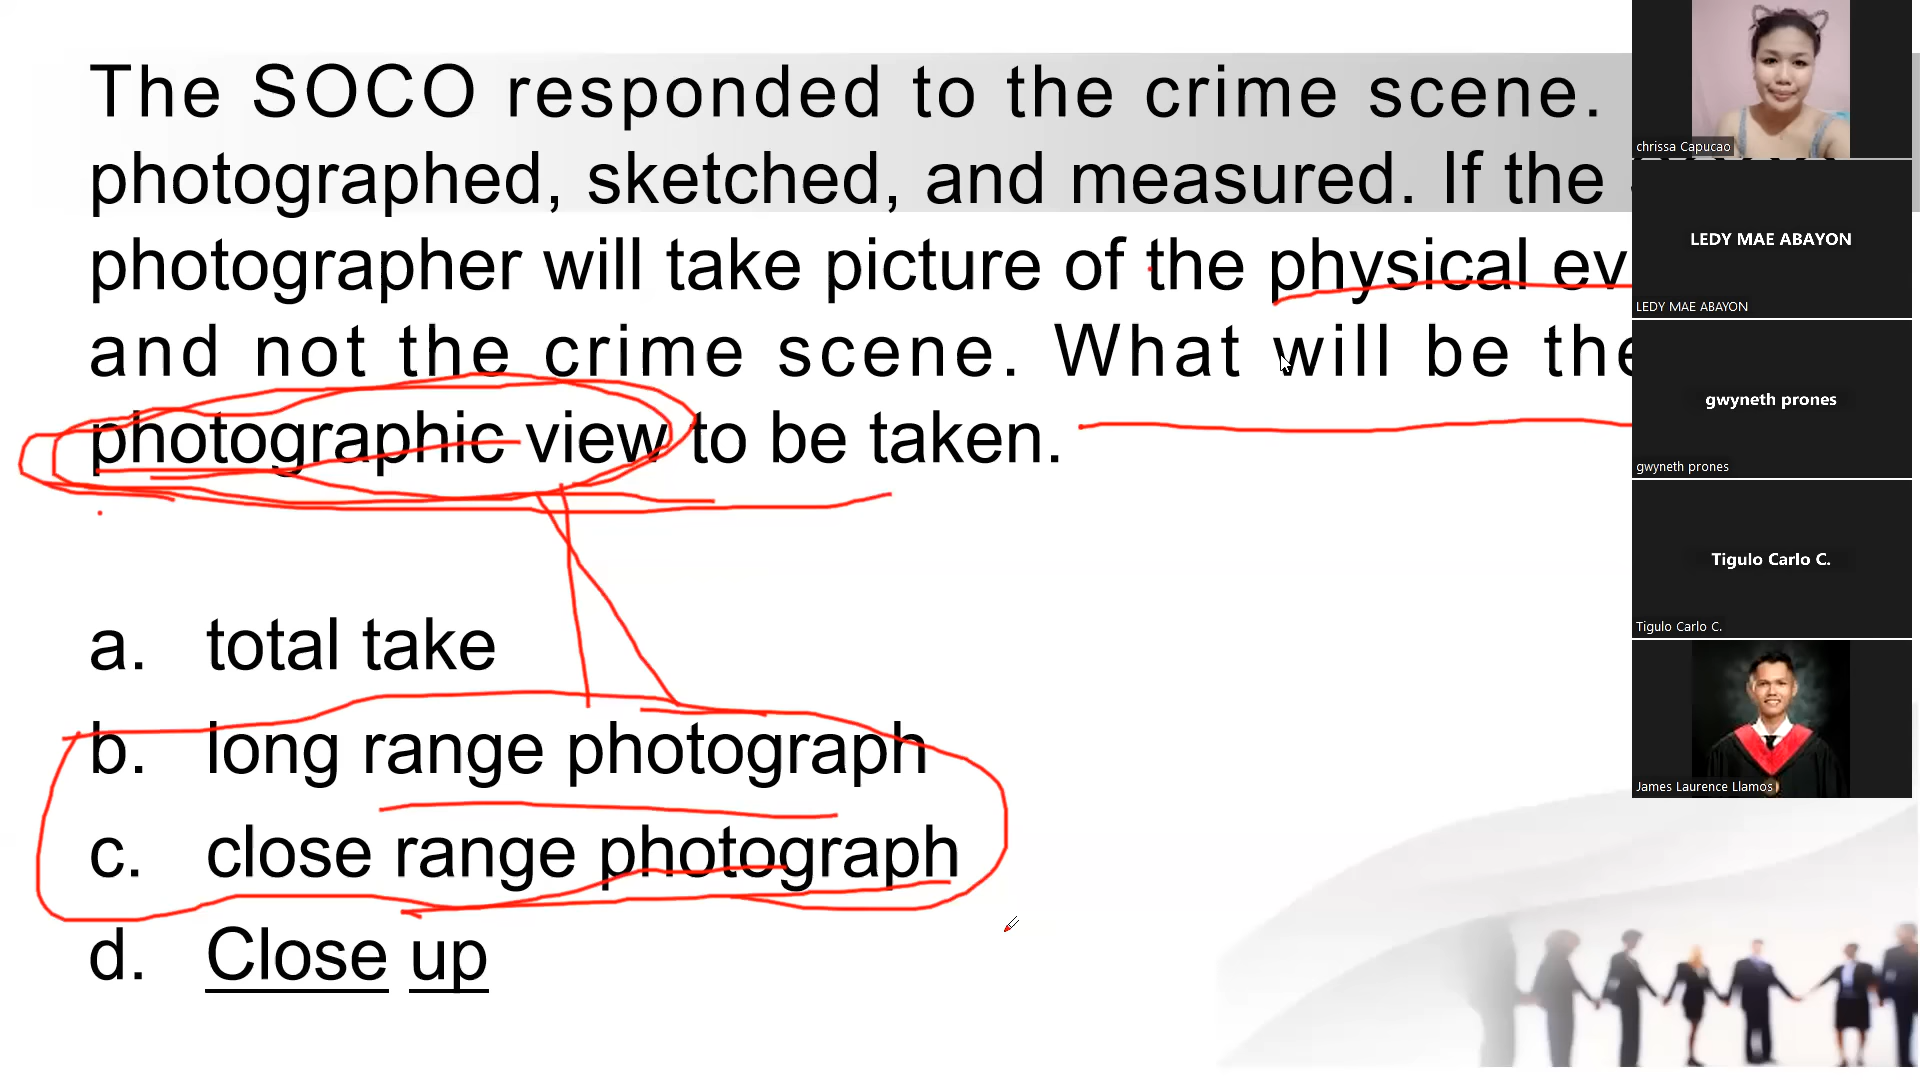 The SOCO responded to the crime scene.
photographed, sketched, and measured. If the
photographer will take picture of the physical ev
and not the crime scene. What will be the
photographic view to be taken.
a. total take
b. long range photograph
c. close range photograph
d. Close up
chrissa Capucao
LEDY MAE ABAYON
LEDY MAE ABAYON
gwyneth prones
gwyneth prones
Tigulo Carlo C.
Tigulo Carlo C.
James Laurence Llamos